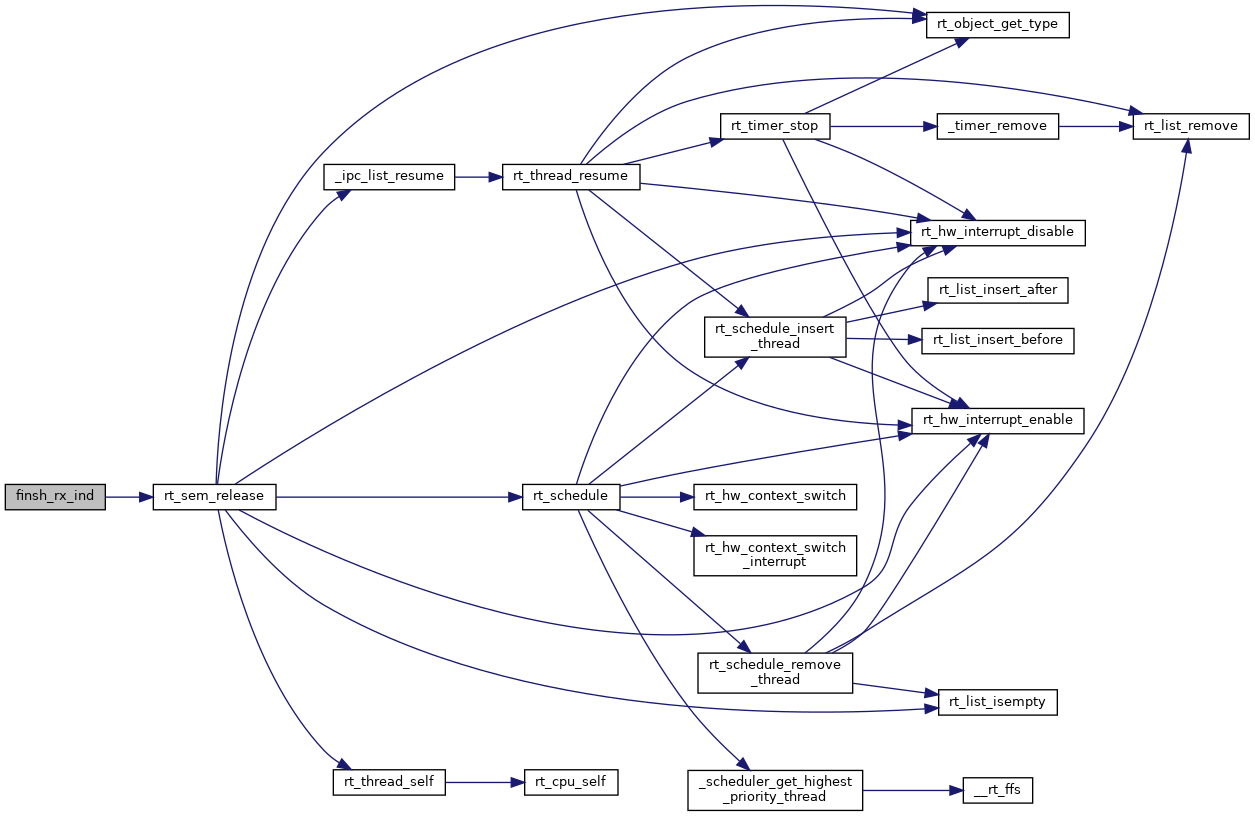 rt_object_get_type
rt_timer_stop
_timer_remove
rt_list_remove
_ipc_list_resume
rt_thread_resume
rt_hw_interrupt_disable
rt_list_insert_after
rt_schedule_insert
_thread
rt_list_insert_before
rt_hw_interrupt_enable
finsh_rx_ind
rt_sem_release
rt_schedule
rt_hw_context_switch
rt_hw_context_switch
_interrupt
rt_schedule_remove
_thread
rt_list_isempty
rt_thread_self
rt_cpu_self
_scheduler_get_highest
_priority_thread
__rt_ffs